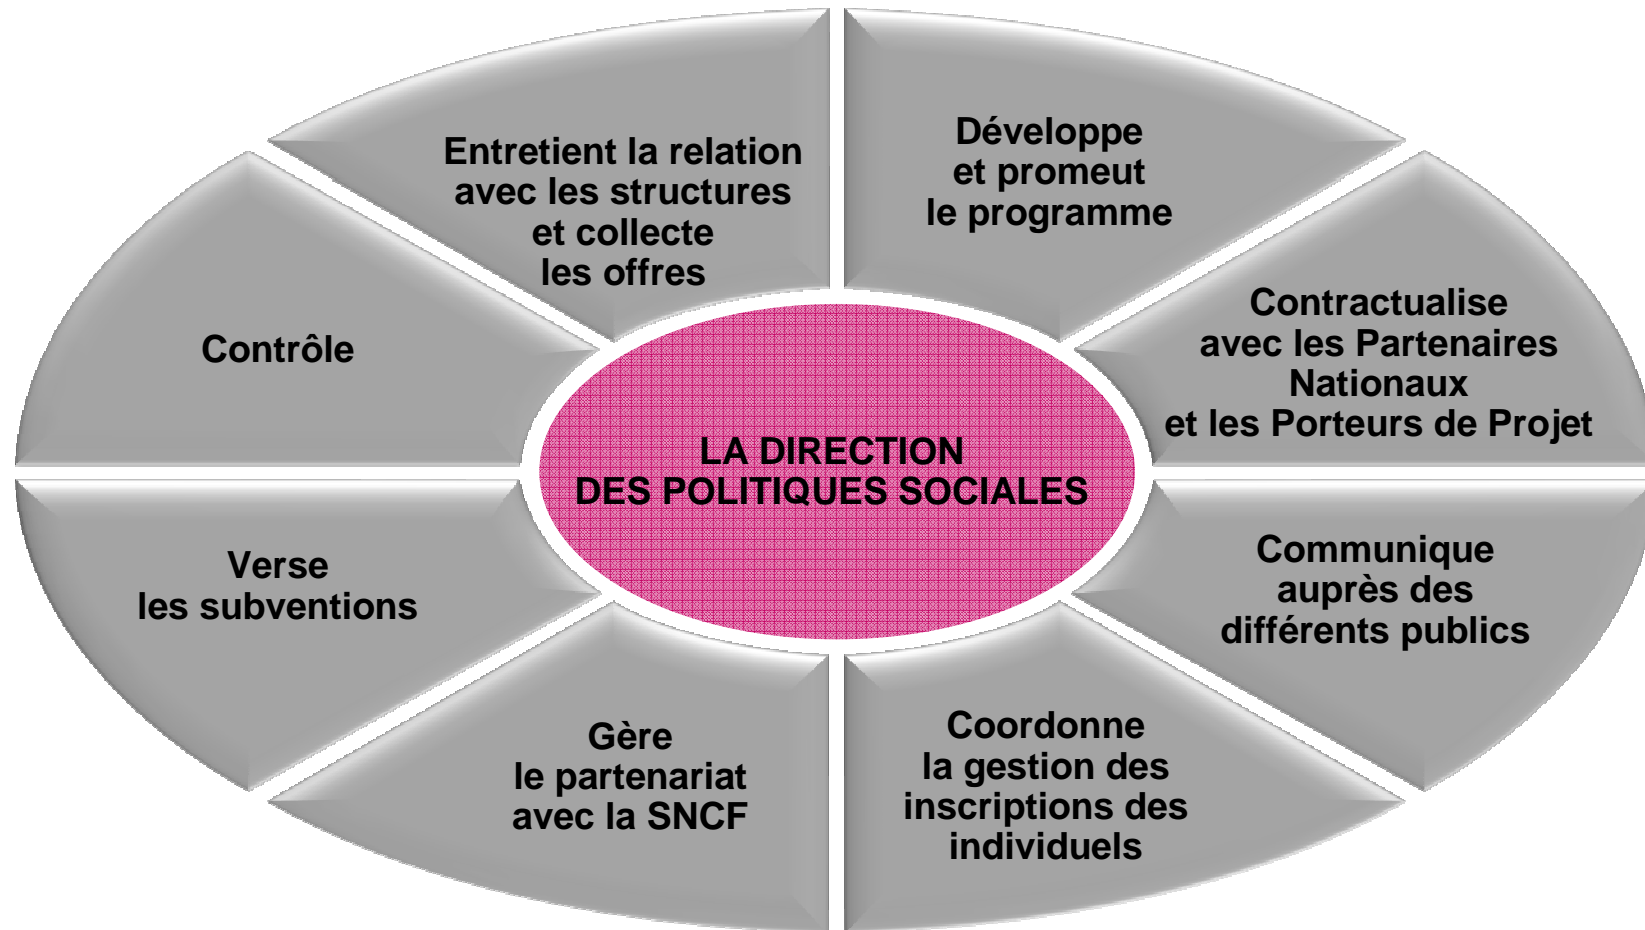 Entretient la relation
avec les structures
et collecte
les offres
Développe
et promeut
le programme
Contractualise
avec les Partenaires
Nationaux
et les Porteurs de Projet
Contrôle
LA DIRECTION
DES POLITIQUES SOCIALES
Communique
auprès des
différents publics
Verse
les subventions
Gère
le partenariat
avec la SNCF
Coordonne
la gestion des
inscriptions des
individuels